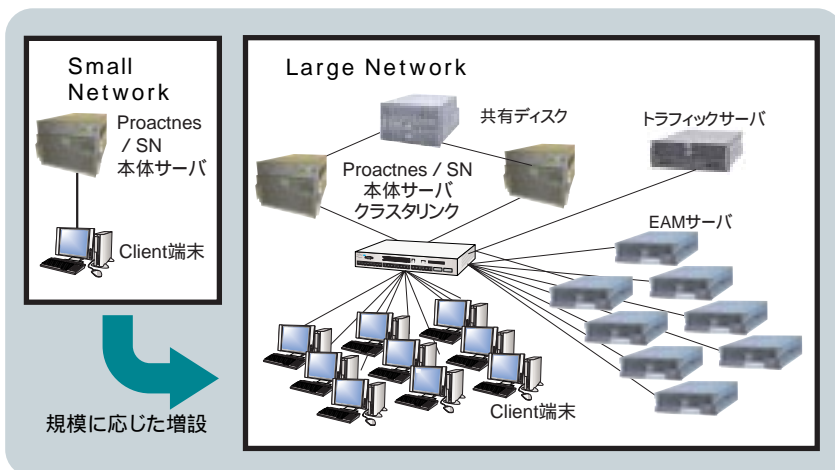 Small
Network
Proactnes
/ SN
本体サーバ
Client端末
規模に応じた増設
Large Network
共有ディスク
トラフィックサーバ
Proactnes / SN
本体サーバ
クラスタリンク
EAMサーバ
Client端末